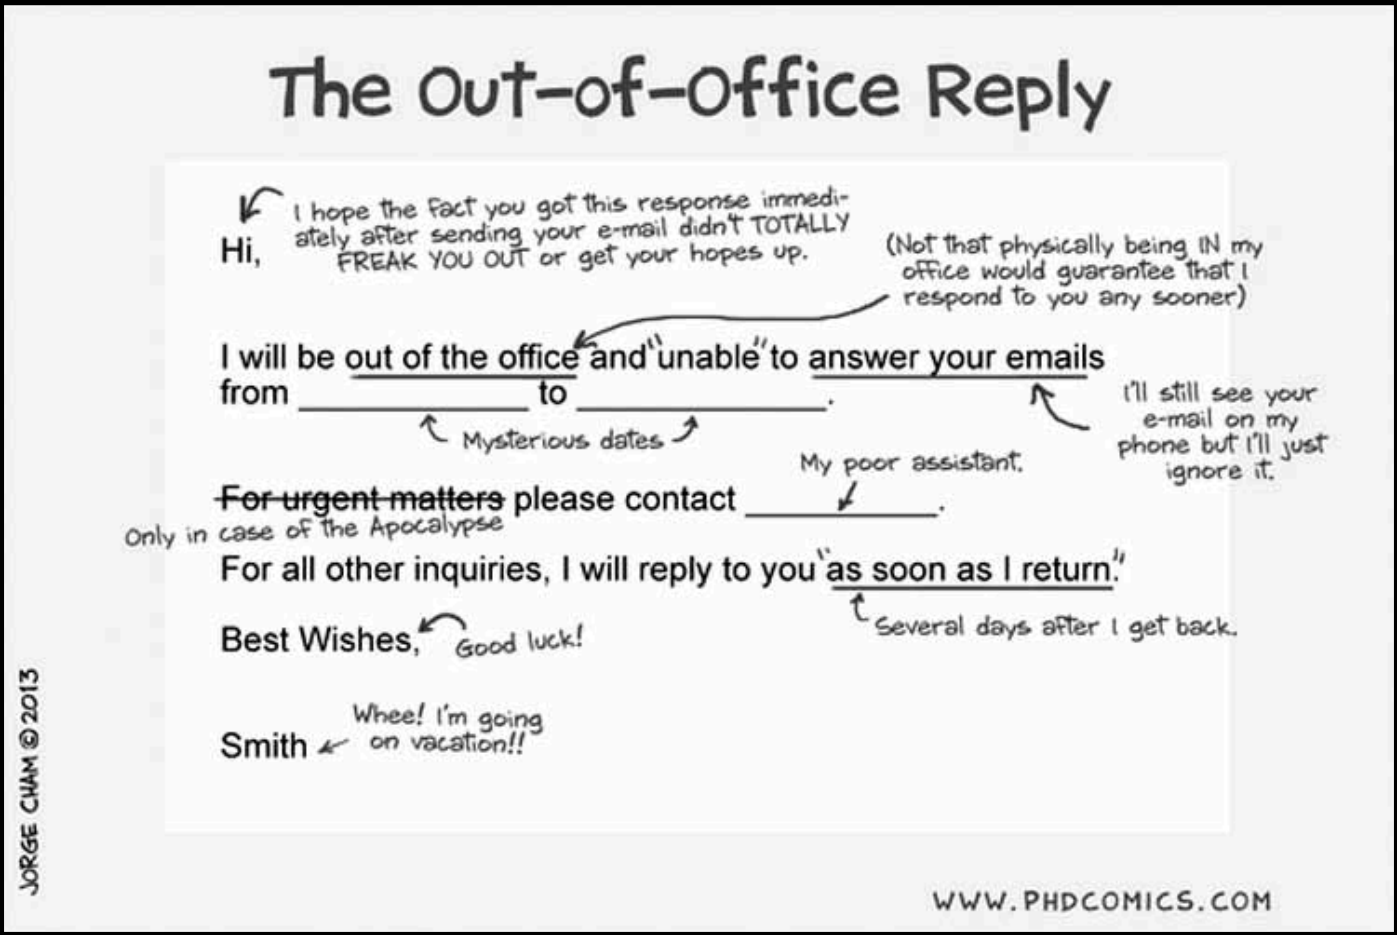 The Out-of-Office Reply
I hope the fact you got this response immedi-
ately after sending your e-mail didn't TOTALLY
FREAK YOU OUT or get your hopes up.
Hi,
(Not that physically being IN my
office would guarantee that I
respond to you any sooner)
I will be out of the office and "unable" to answer your emails
from ____________ to ____________.
I'll still see your
e-mail on my
phone but I'll just
ignore it.
Mysterious dates
My poor assistant.
For urgent matters please contact ____________.
Only in case of the Apocalypse
For all other inquiries, I will reply to you "as soon as I return."
Several days after I get back.
Best Wishes,
Good luck!
Whee! I'm going
on vacation!!
Smith
JORGE CHAM © 2013
WWW.PHDCOMICS.COM